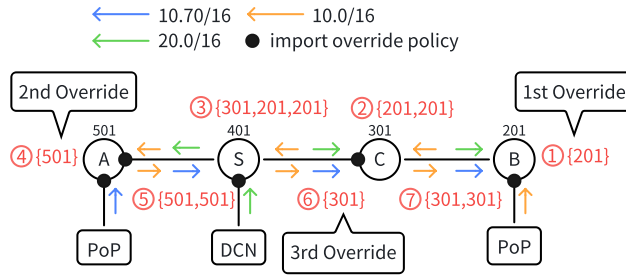 10.70/16 10.0/16
20.0/16 import override policy
2nd Override 1st Override
③{301,201,201} ②{201,201}
501 401 301 201
④{501} A S C B ①{201}
⑤{501,501} ⑥{301} ⑦{301,301}
PoP DCN 3rd Override PoP